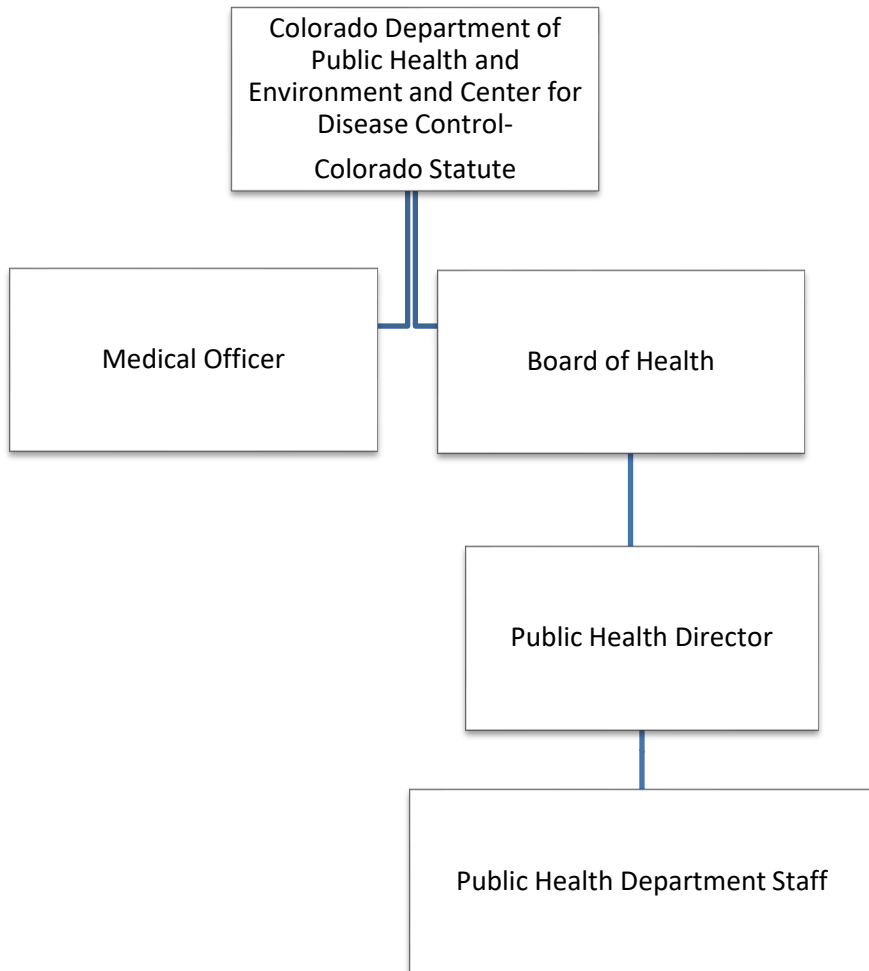 Colorado Department of
Public Health and
Environment and Center for
Disease Control-
Colorado Statute
Medical Officer
Board of Health
Public Health Director
Public Health Department Staff